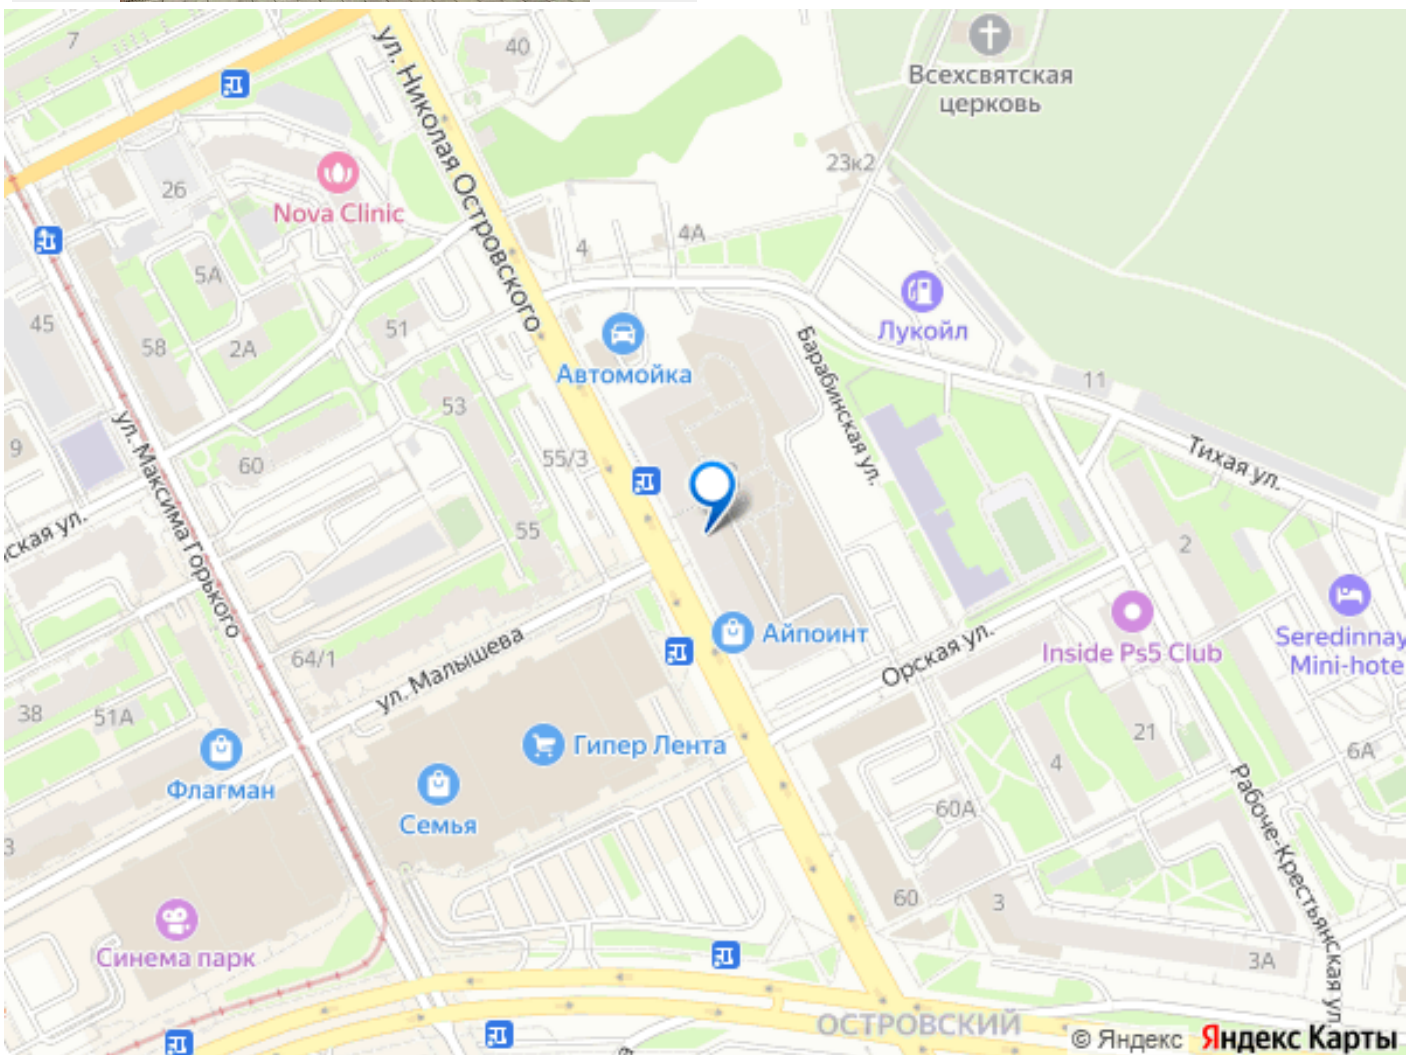 7
40
Всехсвятская
церковь
ул. Николая Островского
26
Nova Clinic
23к2
4
4А
5А
45
58
2А
51
Лукойл
Автомойка
Барабинская ул.
11
53
9
60
55/3
Тихая ул.
ул. Максима Горького
ская ул.
55
2
ул. Малышева
Айпоинт
Орская ул.
Inside Ps5 Club
Seredinnay
Mini-hote
64/1
38
51А
Гипер Лента
21
6А
4
Флагман
Семья
60А
Рабоче-Крестьянская ул
3
60
3
Синема парк
3А
ОСТРОВСКИЙ
© Яндекс Яндекс Карты